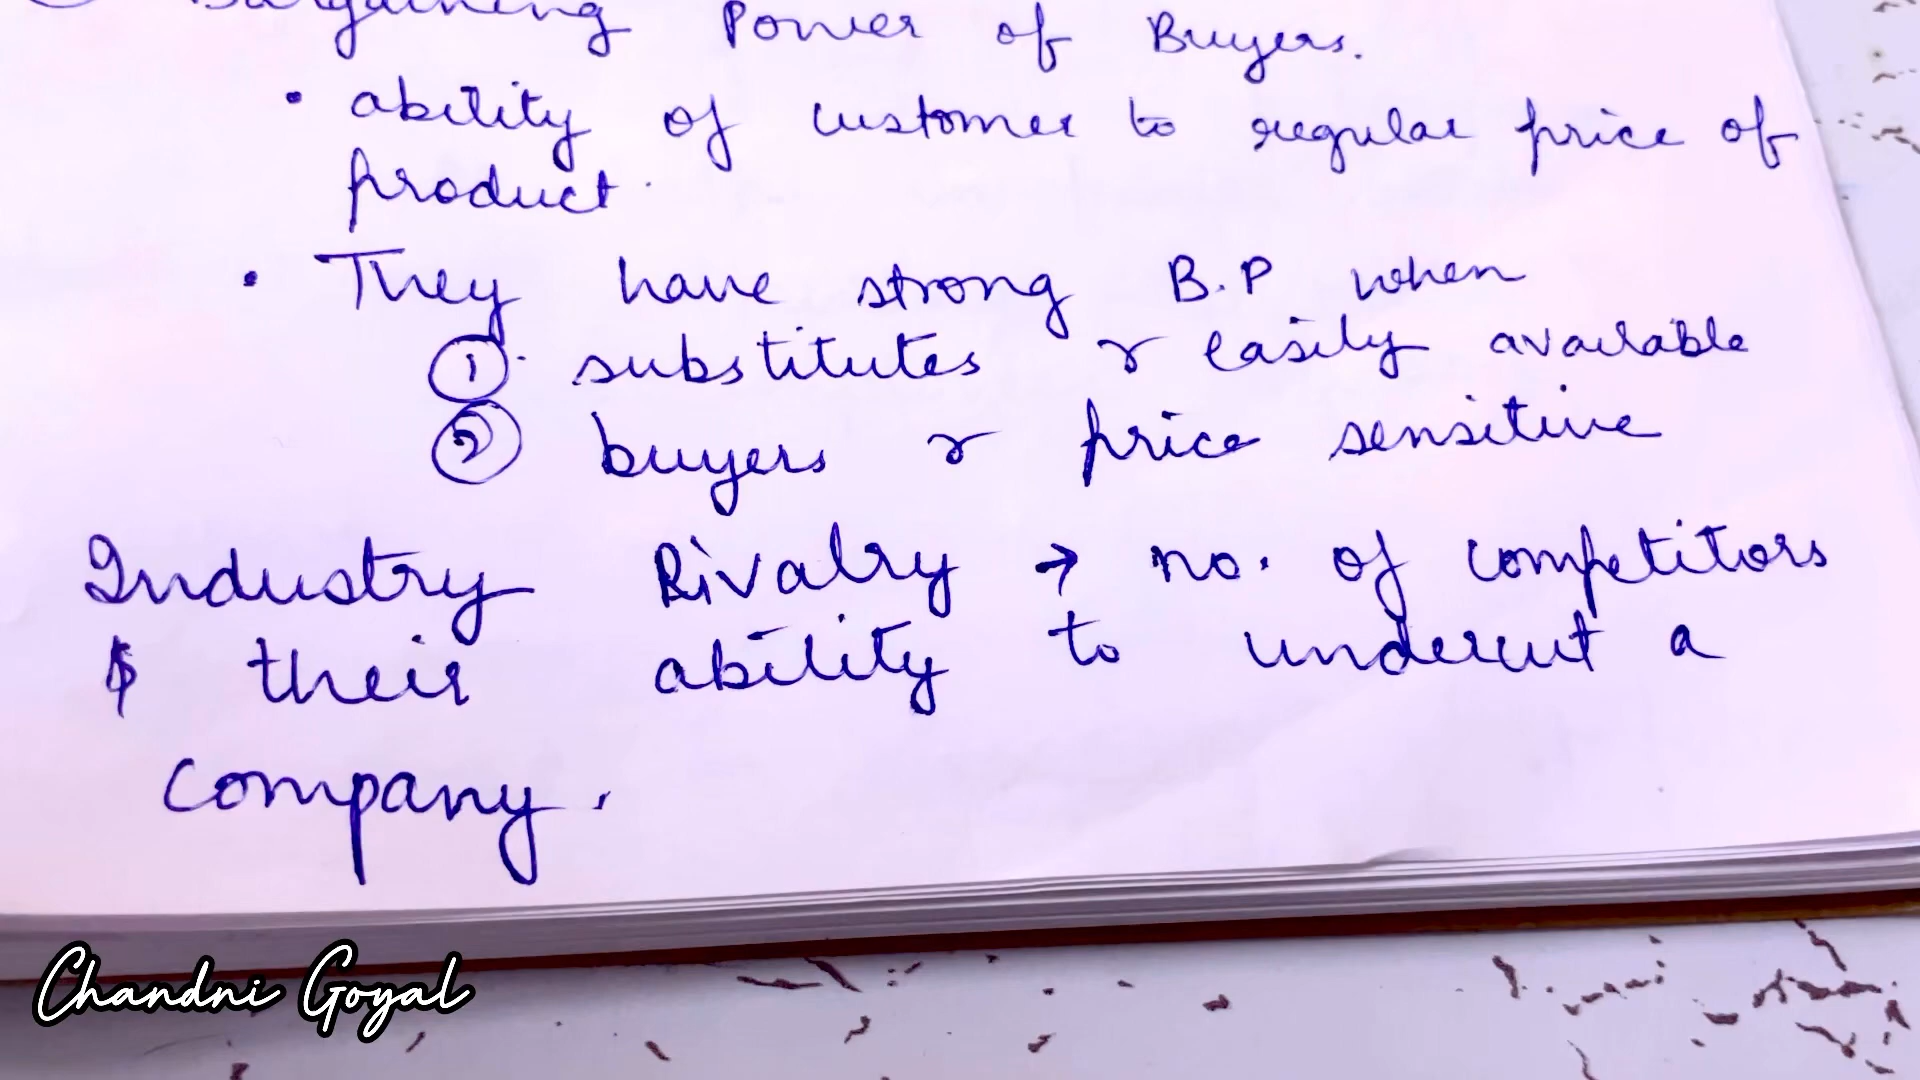 Bargaining Power of Buyers.
• ability of customer to regular price of
product.
• They have strong B.P when
① substitutes r easily available
② buyers r price sensitive
Industry Rivalry → no. of competitors
& their ability to undercut a
company.
Chandni Goyal